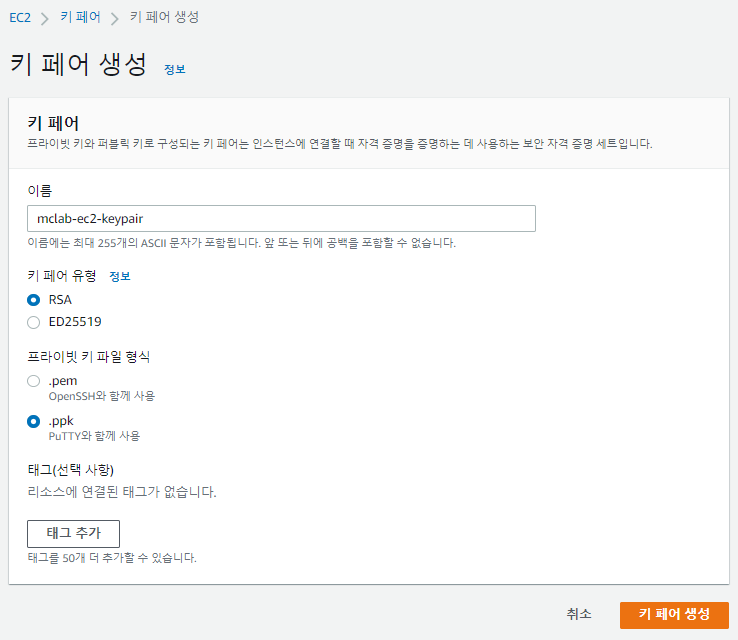 EC2 > 키 페어 > 키 페어 생성
키 페어 생성 정보
키 페어
프라이빗 키와 퍼블릭 키로 구성되는 키 페어는 인스턴스에 연결할 때 자격 증명을 증명하는 데 사용하는 보안 자격 증명 세트입니다.
이름
mclab-ec2-keypair
이름에는 최대 255개의 ASCII 문자가 포함됩니다. 앞 또는 뒤에 공백을 포함할 수 없습니다.
키 페어 유형 정보
RSA
ED25519
프라이빗 키 파일 형식
.pem
OpenSSH와 함께 사용
.ppk
PuTTY와 함께 사용
태그(선택 사항)
리소스에 연결된 태그가 없습니다.
태그 추가
태그를 50개 더 추가할 수 있습니다.
취소 키 페어 생성